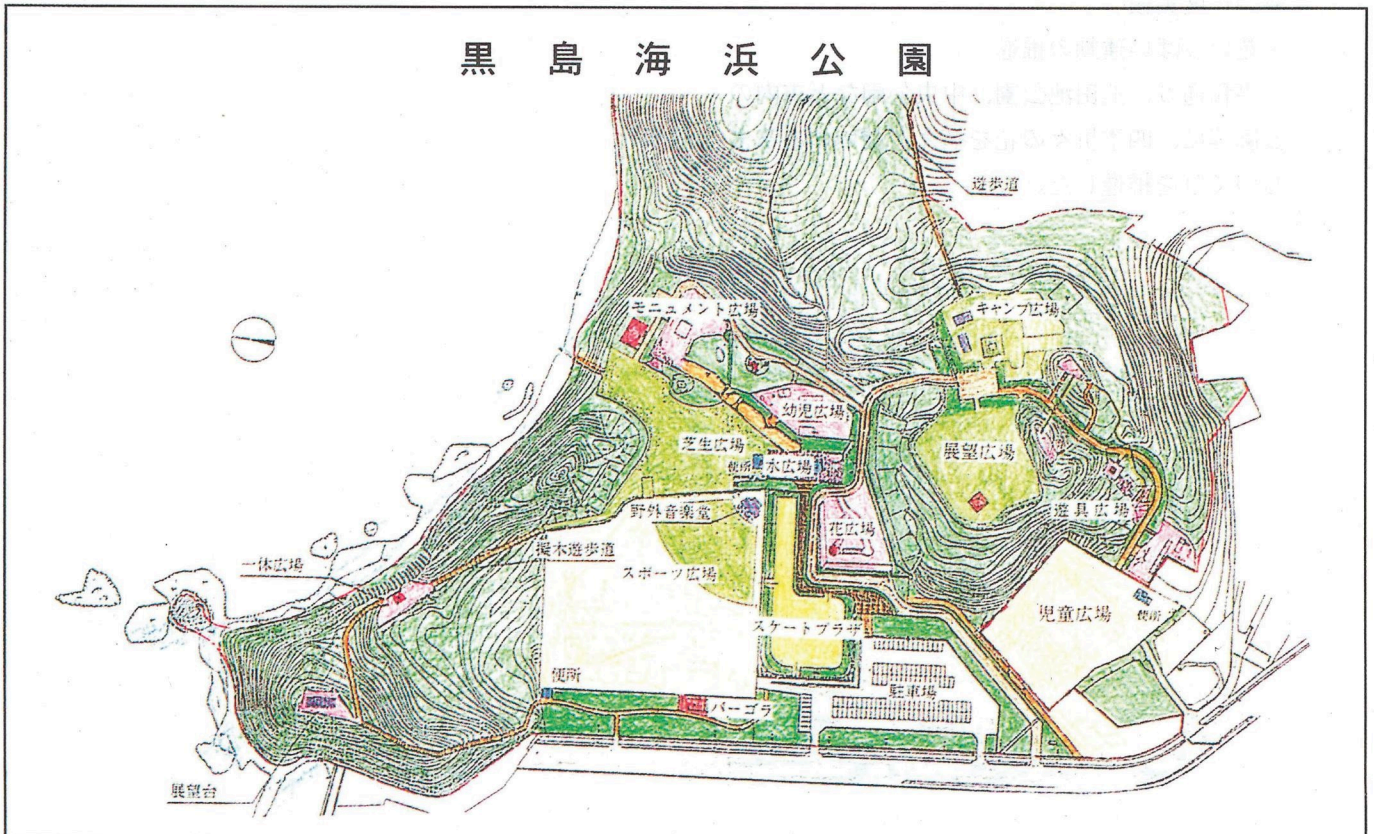 黒島海浜公園
遊歩道
モニュメント広場
キャンプ広場
幼児広場
芝生広場
展望広場
便所
水広場
野外音楽堂
花広場
遊具広場
一休広場
擬木遊歩道
スポーツ広場
児童広場
便所
スケートプラザ
便所
駐車場
パーゴラ
展望台